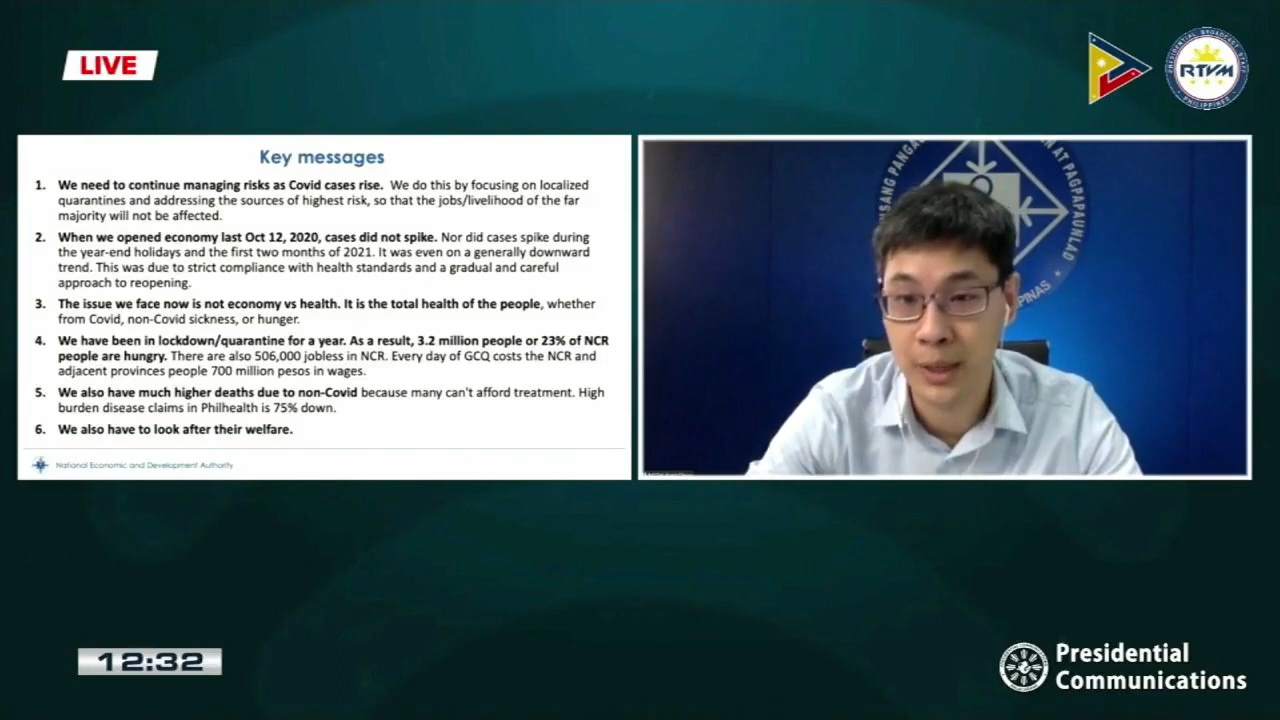 LIVE
PRESIDENTIAL BROADCAST STAFF
RTVM
PHILIPPINES
Key messages
1. We need to continue managing risks as Covid cases rise. We do this by focusing on localized
quarantines and addressing the sources of highest risk, so that the jobs/livelihood of the far
majority will not be affected.
2. When we opened economy last Oct 12, 2020, cases did not spike. Nor did cases spike during
the year-end holidays and the first two months of 2021. It was even on a generally downward
trend. This was due to strict compliance with health standards and a gradual and careful
approach to reopening.
3. The issue we face now is not economy vs health. It is the total health of the people, whether
from Covid, non-Covid sickness, or hunger.
4. We have been in lockdown/quarantine for a year. As a result, 3.2 million people or 23% of NCR
people are hungry. There are also 506,000 jobless in NCR. Every day of GCQ costs the NCR and
adjacent provinces people 700 million pesos in wages.
5. We also have much higher deaths due to non-Covid because many can't afford treatment. High
burden disease claims in Philhealth is 75% down.
6. We also have to look after their welfare.
National Economic and Development Authority
AT PAGPAPAUNLAD
12:32
Presidential
Communications